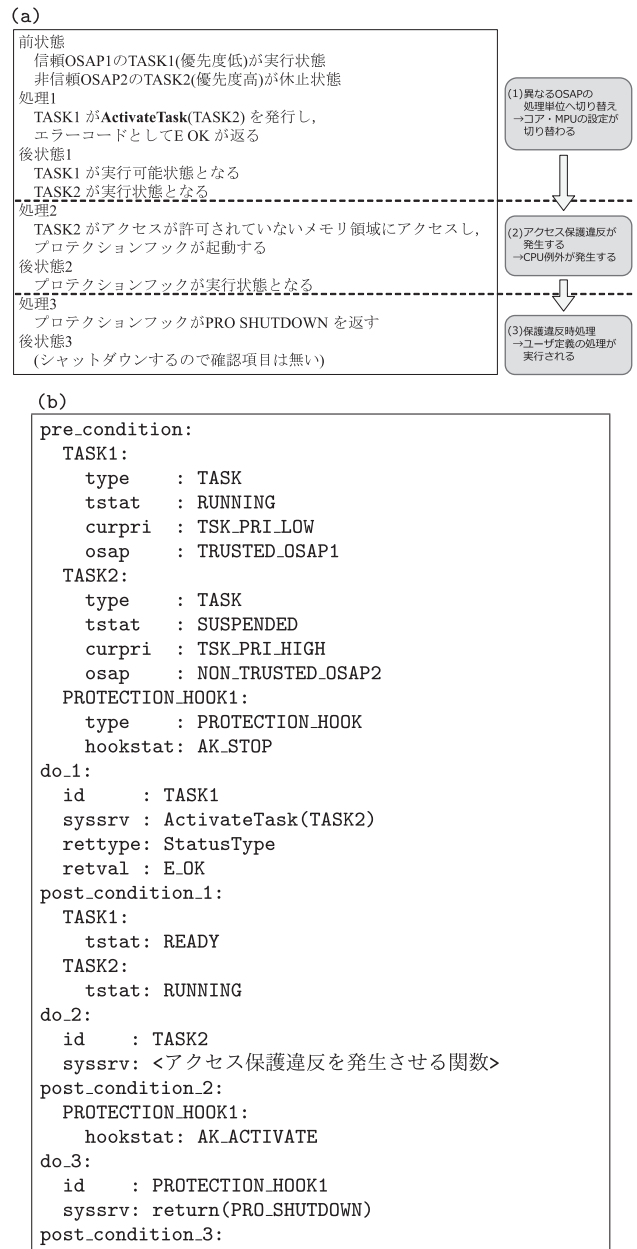 (a)
前状態
信頼OSAP1のTASK1(優先度低)が実行状態
非信頼OSAP2のTASK2(優先度高)が休止状態
処理1
TASK1 がActivateTask(TASK2) を発行し，
エラーコードとしてE OK が返る
後状態1
TASK1 が実行可能状態となる
TASK2 が実行状態となる
処理2
TASK2 がアクセスが許可されていないメモリ領域にアクセスし，
プロテクションフックが起動する
後状態2
プロテクションフックが実行状態となる
処理3
プロテクションフックがPRO SHUTDOWN を返す
後状態3
(シャットダウンするので確認項目は無い)
(1)異なるOSAPの
処理単位へ切り替え
→コア・MPUの設定が
切り替わる
(2)アクセス保護違反が
発生する
→CPU例外が発生する
(3)保護違反時処理
→ユーザ定義の処理が
実行される
(b)
pre_condition:
TASK1:
type : TASK
tstat : RUNNING
curpri : TSK_PRI_LOW
osap : TRUSTED_OSAP1
TASK2:
type : TASK
tstat : SUSPENDED
curpri : TSK_PRI_HIGH
osap : NON_TRUSTED_OSAP2
PROTECTION_HOOK1:
type : PROTECTION_HOOK
hookstat: AK_STOP
do_1:
id : TASK1
syssrv : ActivateTask(TASK2)
rettype: StatusType
retval : E_OK
post_condition_1:
TASK1:
tstat: READY
TASK2:
tstat: RUNNING
do_2:
id : TASK2
syssrv: <アクセス保護違反を発生させる関数>
post_condition_2:
PROTECTION_HOOK1:
hookstat: AK_ACTIVATE
do_3:
id : PROTECTION_HOOK1
syssrv: return(PRO_SHUTDOWN)
post_condition_3: